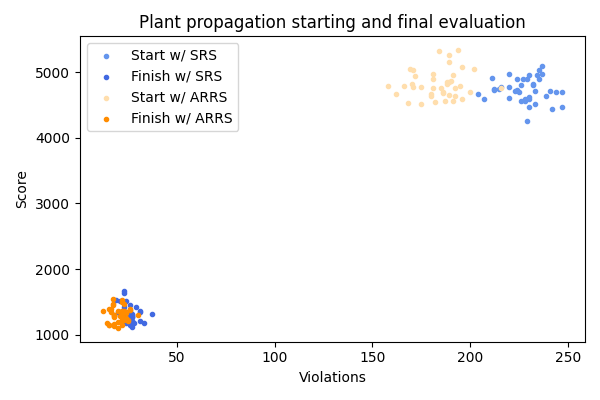 Plant propagation starting and final evaluation
Start w/ SRS
Finish w/ SRS
Start w/ ARRS
Finish w/ ARRS
Score
5000
4000
3000
2000
1000
50
100
150
200
250
Violations